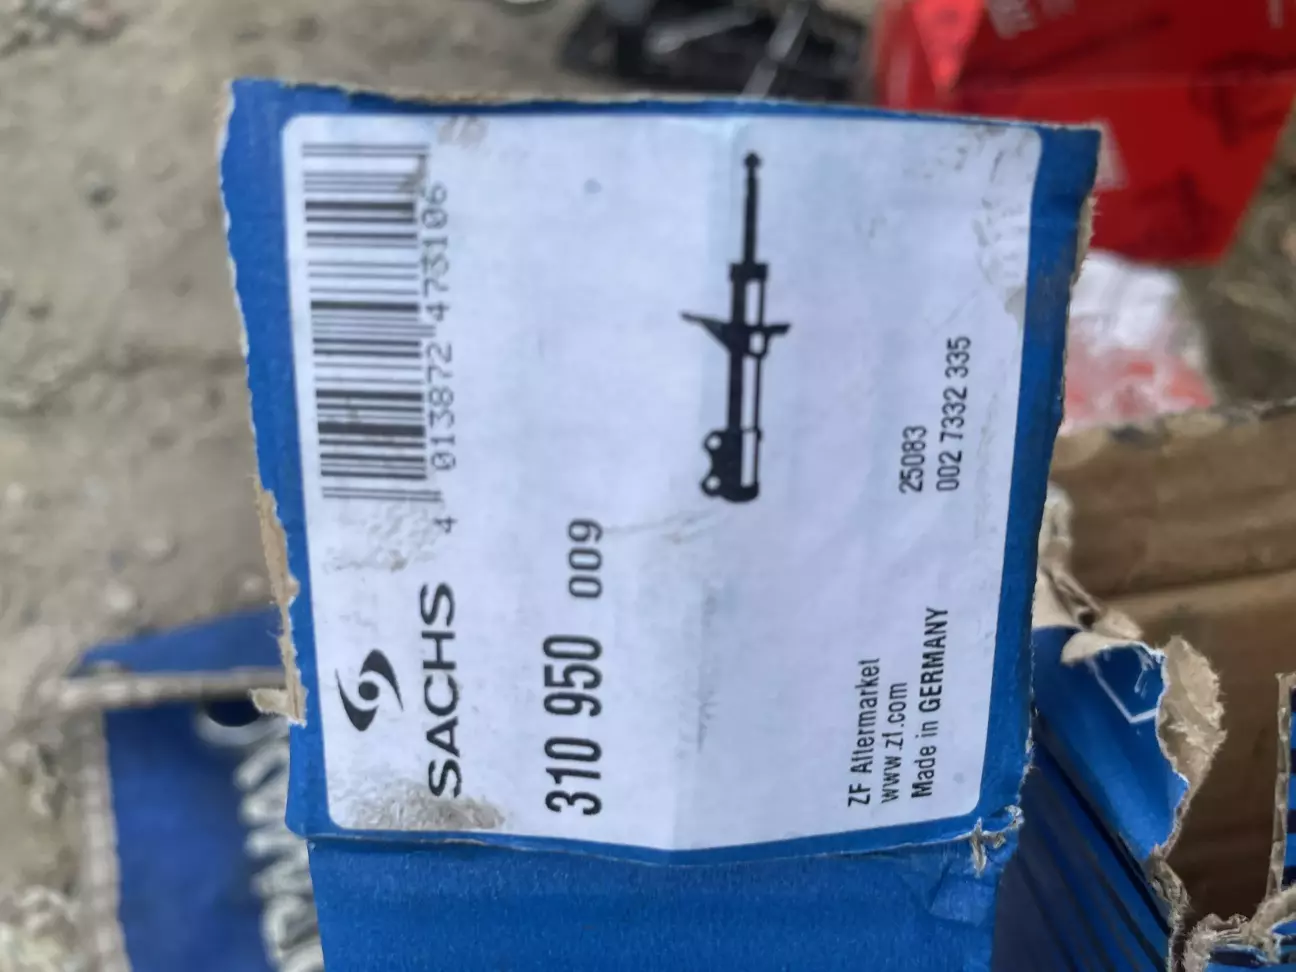 SACHS
4 013872 473106
310 950 009
ZF Aftermarket
www.zf.com
Made in GERMANY
25083
002 7332 335